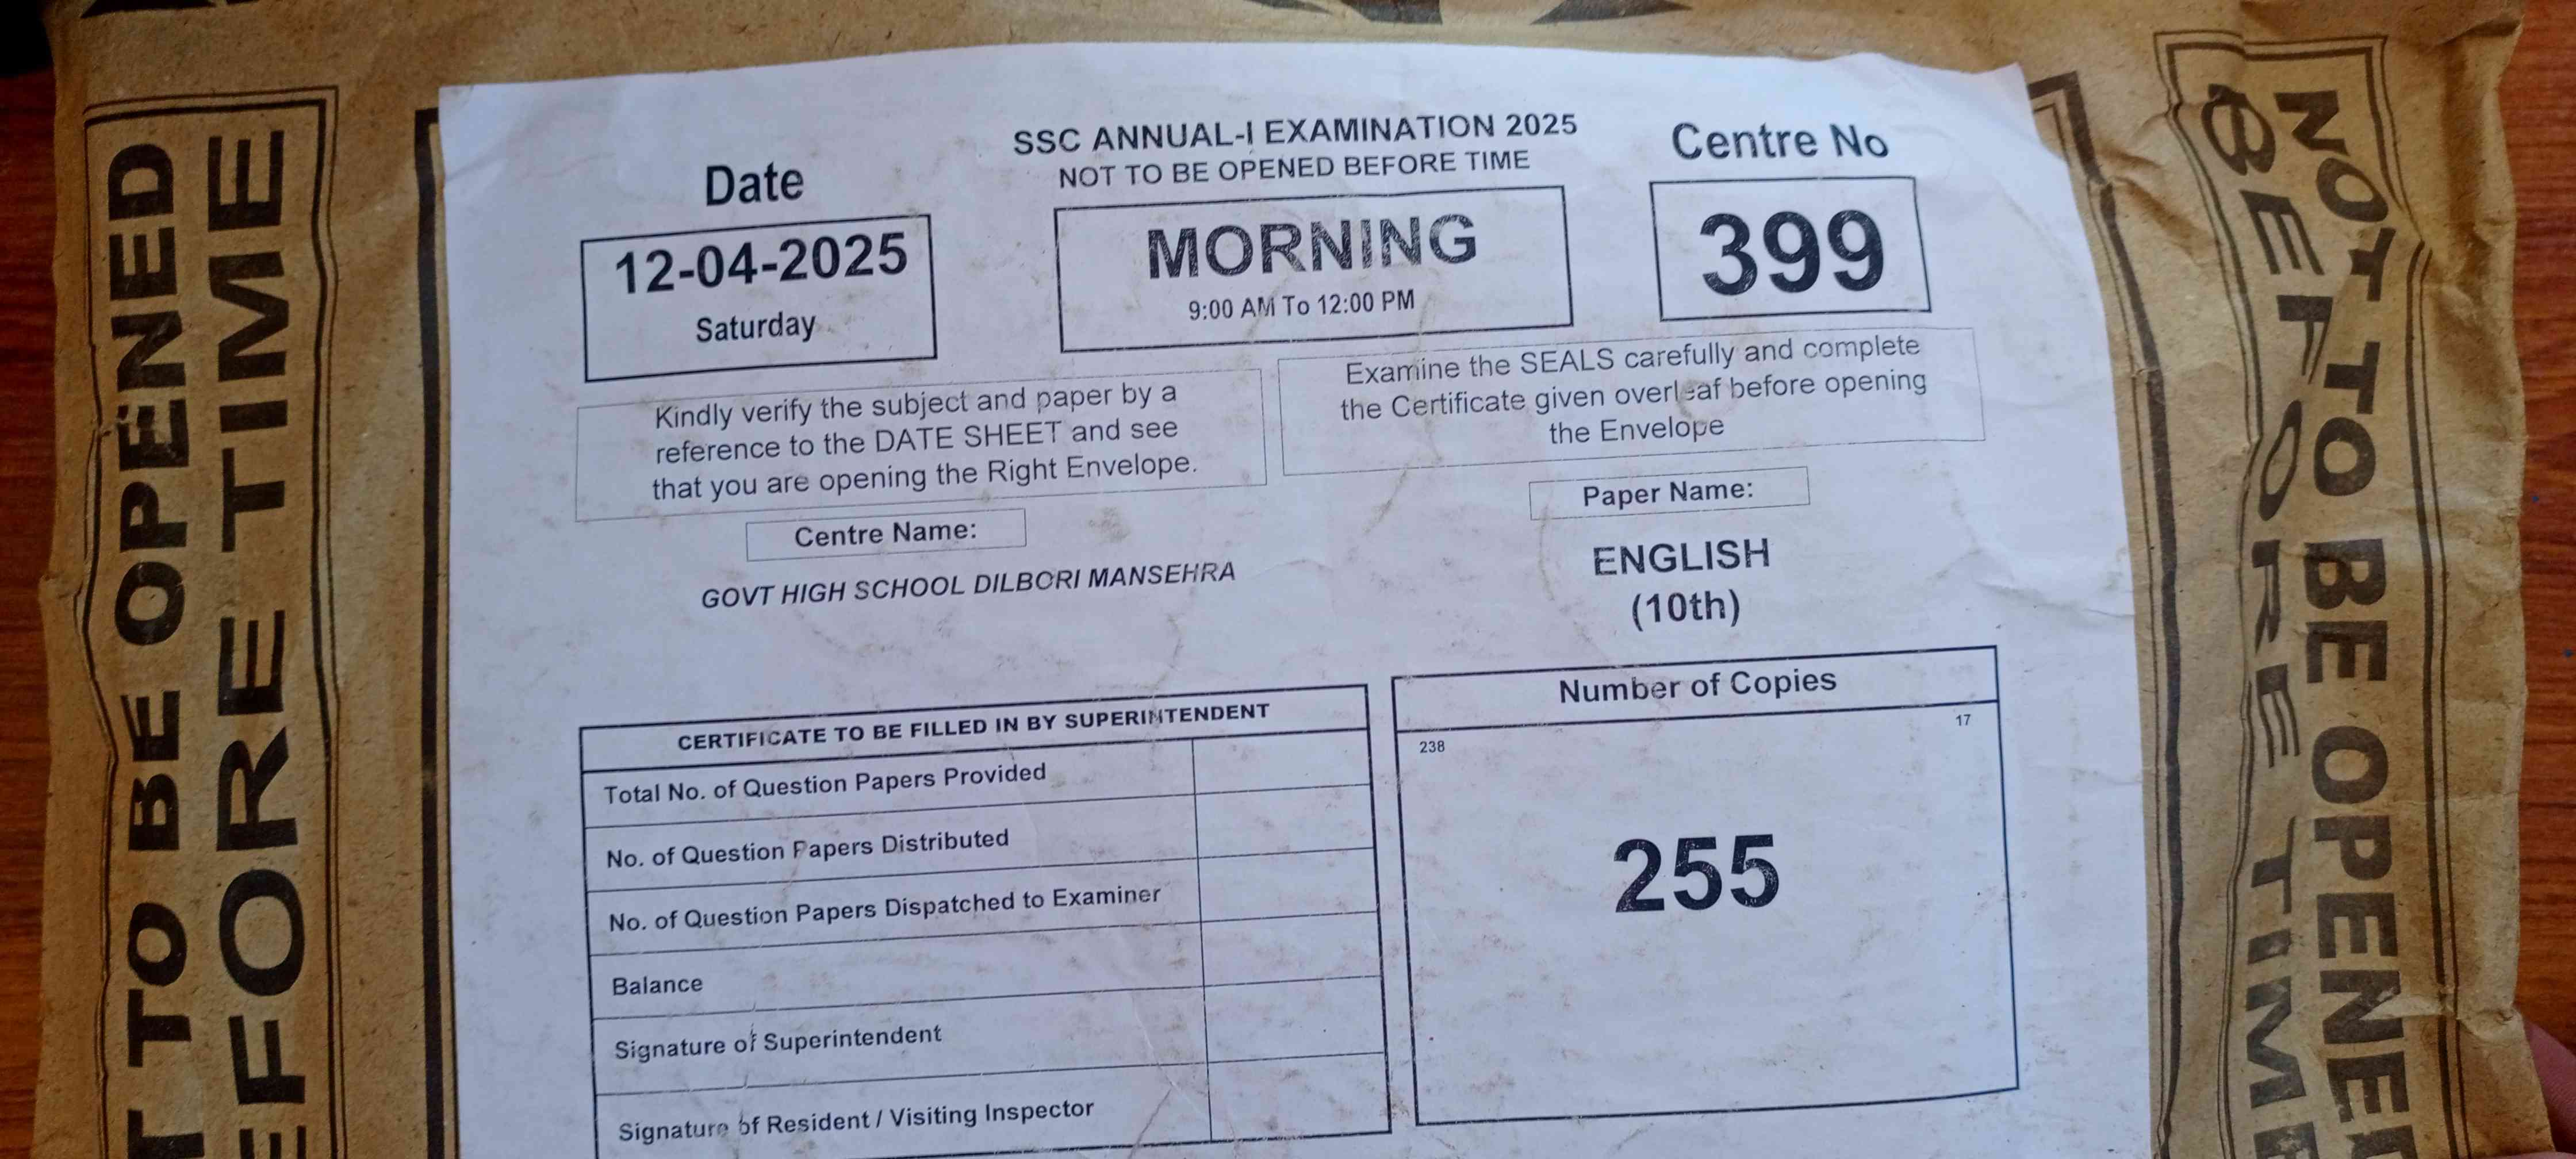 NOT TO BE OPENED
BEFORE TIME
SSC ANNUAL-I EXAMINATION 2025
NOT TO BE OPENED BEFORE TIME
Date
12-04-2025
Saturday
MORNING
9:00 AM To 12:00 PM
Centre No
399
Kindly verify the subject and paper by a
reference to the DATE SHEET and see
that you are opening the Right Envelope.
Examine the SEALS carefully and complete
the Certificate given overleaf before opening
the Envelope
Centre Name:
GOVT HIGH SCHOOL DILBORI MANSEHRA
Paper Name:
ENGLISH
(10th)
CERTIFICATE TO BE FILLED IN BY SUPERINTENDENT
Total No. of Question Papers Provided
No. of Question Papers Distributed
No. of Question Papers Dispatched to Examiner
Balance
Signature of Superintendent
Signature of Resident / Visiting Inspector
Number of Copies
238
17
255
T TO BE OPENED
EFORE TIME